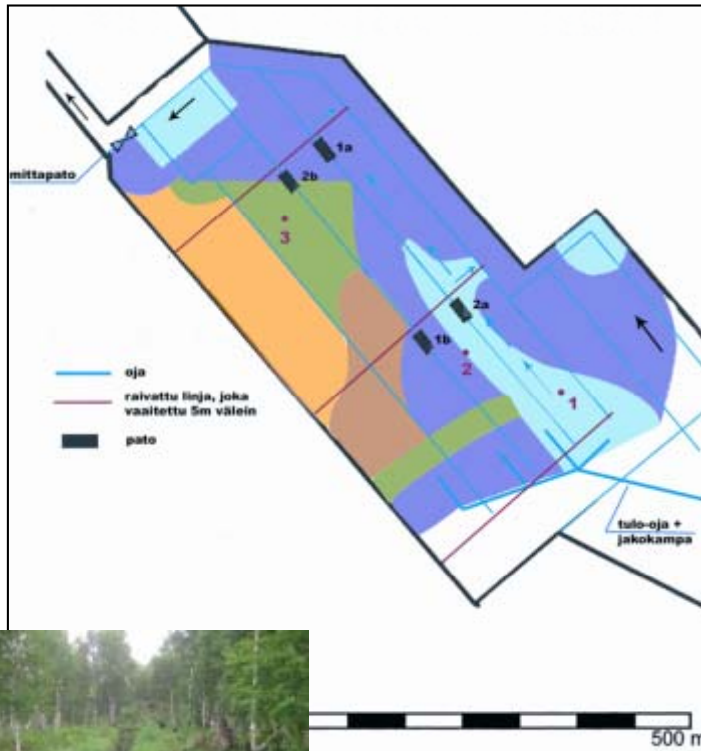 mittapato
1a
2b
3
2a
1b
2
1
oja
raivattu linja, joka
vaaitettu 5m välein
pato
tulo-oja +
jakokampa
500 m